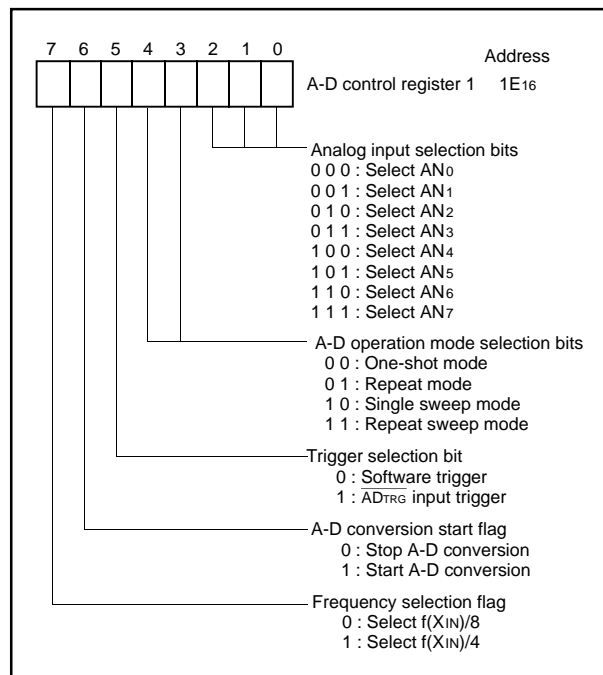 7 6 5 4 3 2 1 0
Address
A-D control register 1 1E16
Analog input selection bits
0 0 0 : Select AN0
0 0 1 : Select AN1
0 1 0 : Select AN2
0 1 1 : Select AN3
1 0 0 : Select AN4
1 0 1 : Select AN5
1 1 0 : Select AN6
1 1 1 : Select AN7
A-D operation mode selection bits
0 0 : One-shot mode
0 1 : Repeat mode
1 0 : Single sweep mode
1 1 : Repeat sweep mode
Trigger selection bit
0 : Software trigger
1 : ADTRG input trigger
A-D conversion start flag
0 : Stop A-D conversion
1 : Start A-D conversion
Frequency selection flag
0 : Select f(XIN)/8
1 : Select f(XIN)/4